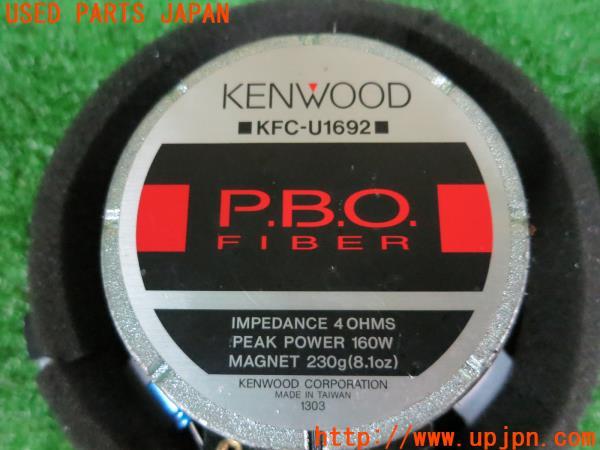 USED PARTS JAPAN
KENWOOD
■KFC-U1692■
P.B.O.
FIBER
IMPEDANCE 4 OHMS
PEAK POWER 160W
MAGNET 230g(8.1oz)
KENWOOD CORPORATION
MADE IN TAIWAN
1303
http://www.upjpn.com